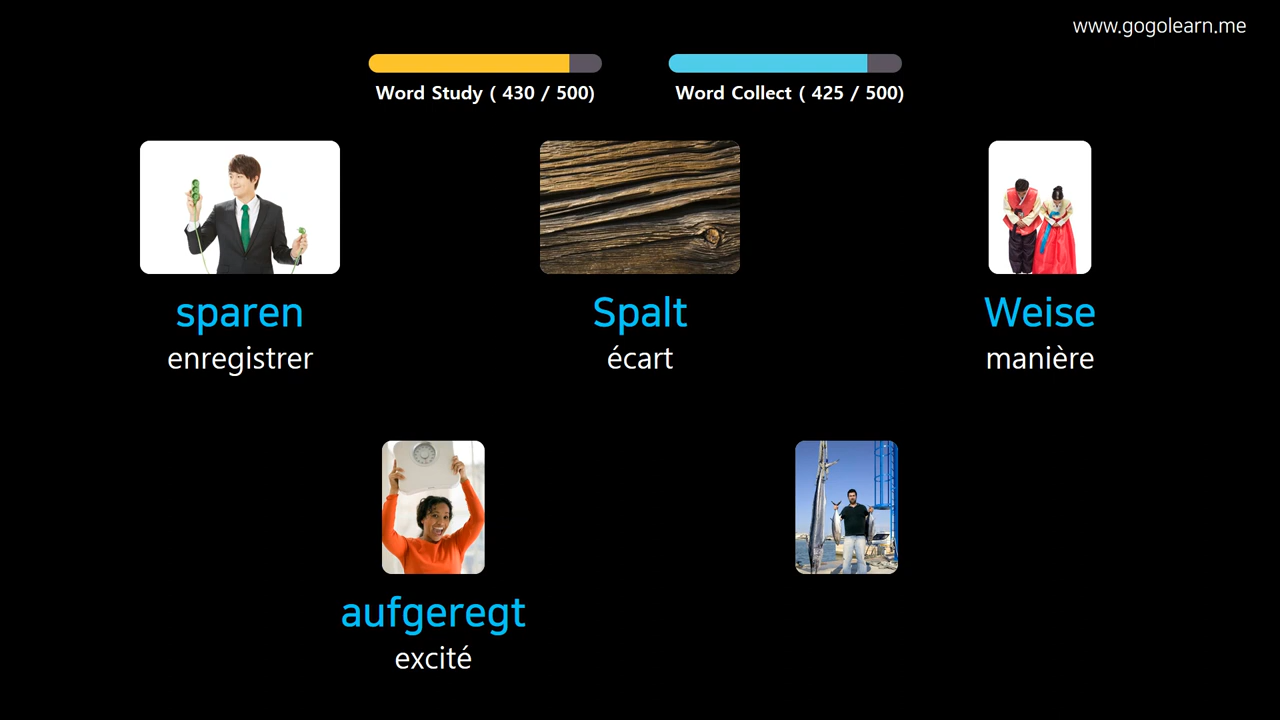 www.gogolearn.me
Word Study ( 430 / 500)
Word Collect ( 425 / 500)
sparen
enregistrer
Spalt
écart
Weise
manière
aufgeregt
excité